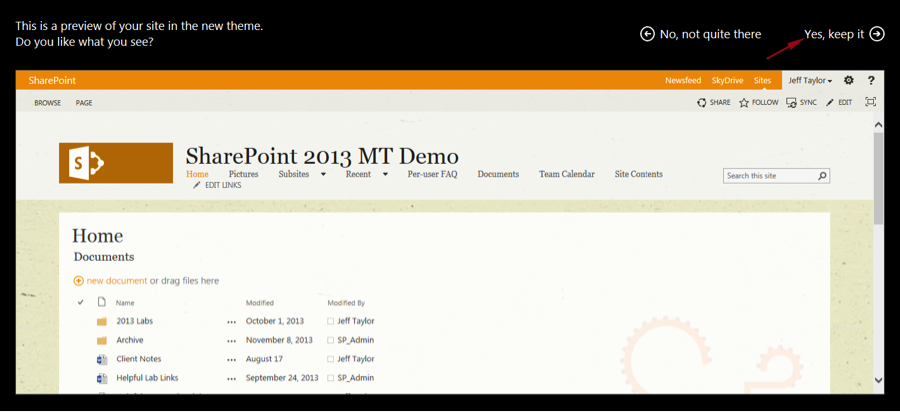 This is a preview of your site in the new theme.
Do you like what you see?
No, not quite there
Yes, keep it
SharePoint
Newsfeed SkyDrive Sites Jeff Taylor ?
BROWSE PAGE
SHARE FOLLOW SYNC EDIT
S
SharePoint 2013 MT Demo
Home Pictures Subsites Recent Per-user FAQ Documents Team Calendar Site Contents
Search this site
EDIT LINKS
Home
Documents
new document or drag files here
Name Modified Modified By
2013 Labs ... October 1, 2013 Jeff Taylor
Archive ... November 8, 2013 SP_Admin
Client Notes ... August 17 Jeff Taylor
Helpful Lab Links ... September 24, 2013 SP_Admin